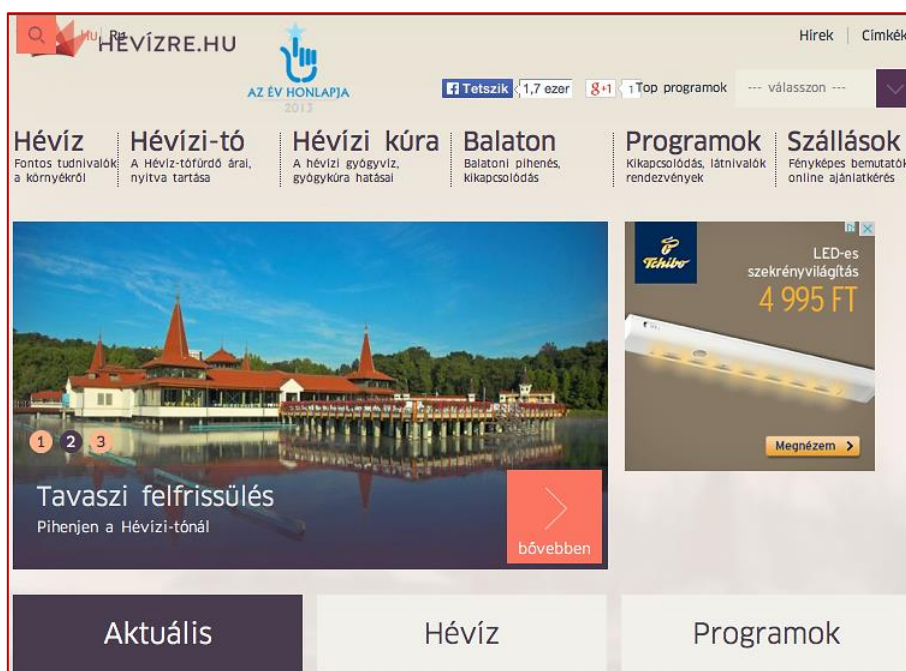 Hu Ru
HÉVÍZRE.HU
AZ ÉV HONLAPJA
2013
Hírek
Címkék
Tetszik
1,7 ezer
g+1
1
Top programok
--- válasszon ---
Hévíz
Fontos tudnivalók
a környékről
Hévízi-tó
A Hévíz-tófürdő árai,
nyitva tartása
Hévízi kúra
A hévízi gyógyvíz,
gyógykúra hatásai
Balaton
Balatoni pihenés,
kikapcsolódás
Programok
Kikapcsolódás, látnivalók
rendezvények
Szállások
Fényképes bemutatók
online ajánlatkérés
1 2 3
Tavaszi felfrissülés
Pihenjen a Hévízi-tónál
bővebben
Tchibo
LED-es
szekrényvilágítás
4 995 FT
Megnézem
Aktuális
Hévíz
Programok